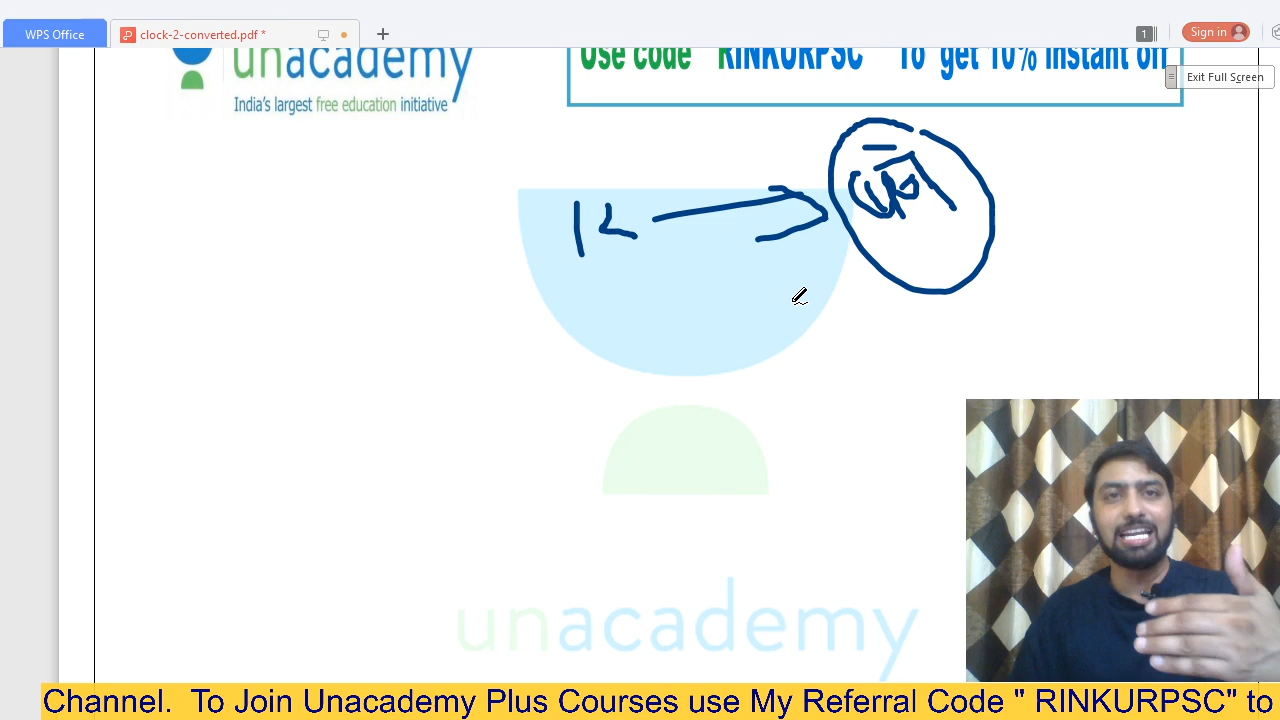 WPS Office
clock-2-converted.pdf *
1
Sign in
unacademy
India's largest free education initiative
Use code RINKURPSC To get 10% instant off
Exit Full Screen
unacademy
Channel. To Join Unacademy Plus Courses use My Referral Code " RINKURPSC" to